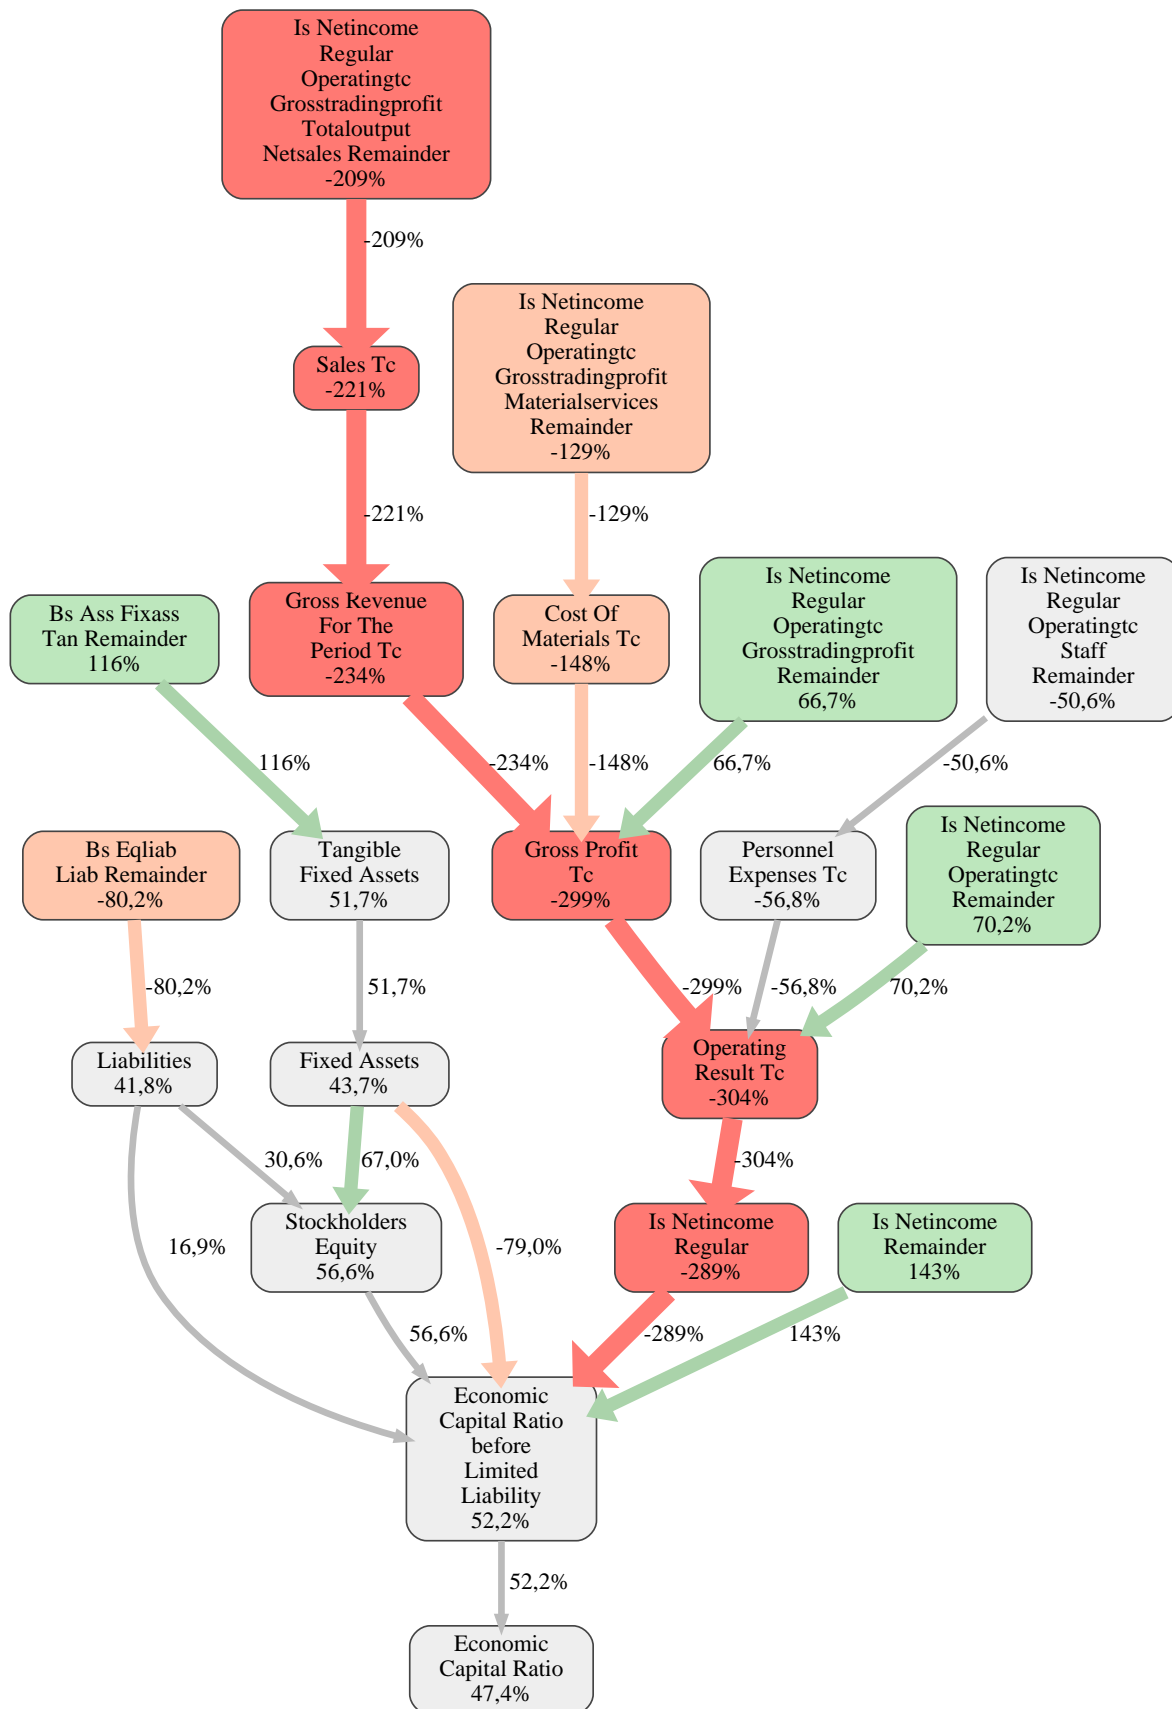 Is Netincome
Regular
Operatingtc
Grosstradingprofit
Totaloutput
Netsales Remainder
-209%
-209%
Is Netincome
Regular
Operatingtc
Grosstradingprofit
Materialservices
Remainder
-129%
Sales Tc
-221%
-221%
-129%
Is Netincome
Regular
Operatingtc
Grosstradingprofit
Remainder
66,7%
Is Netincome
Regular
Operatingtc
Staff
Remainder
-50,6%
Bs Ass Fixass
Tan Remainder
116%
Gross Revenue
For The
Period Tc
-234%
Cost Of
Materials Tc
-148%
116%
-234%
-148%
66,7%
-50,6%
Bs Eqliab
Liab Remainder
-80,2%
Tangible
Fixed Assets
51,7%
Gross Profit
Tc
-299%
Personnel
Expenses Tc
-56,8%
Is Netincome
Regular
Operatingtc
Remainder
70,2%
-80,2%
51,7%
-299%
-56,8%
70,2%
Liabilities
41,8%
Fixed Assets
43,7%
Operating
Result Tc
-304%
30,6%
67,0%
-304%
16,9%
Stockholders
Equity
56,6%
-79,0%
Is Netincome
Regular
-289%
Is Netincome
Remainder
143%
56,6%
-289%
143%
Economic
Capital Ratio
before
Limited
Liability
52,2%
52,2%
Economic
Capital Ratio
47,4%